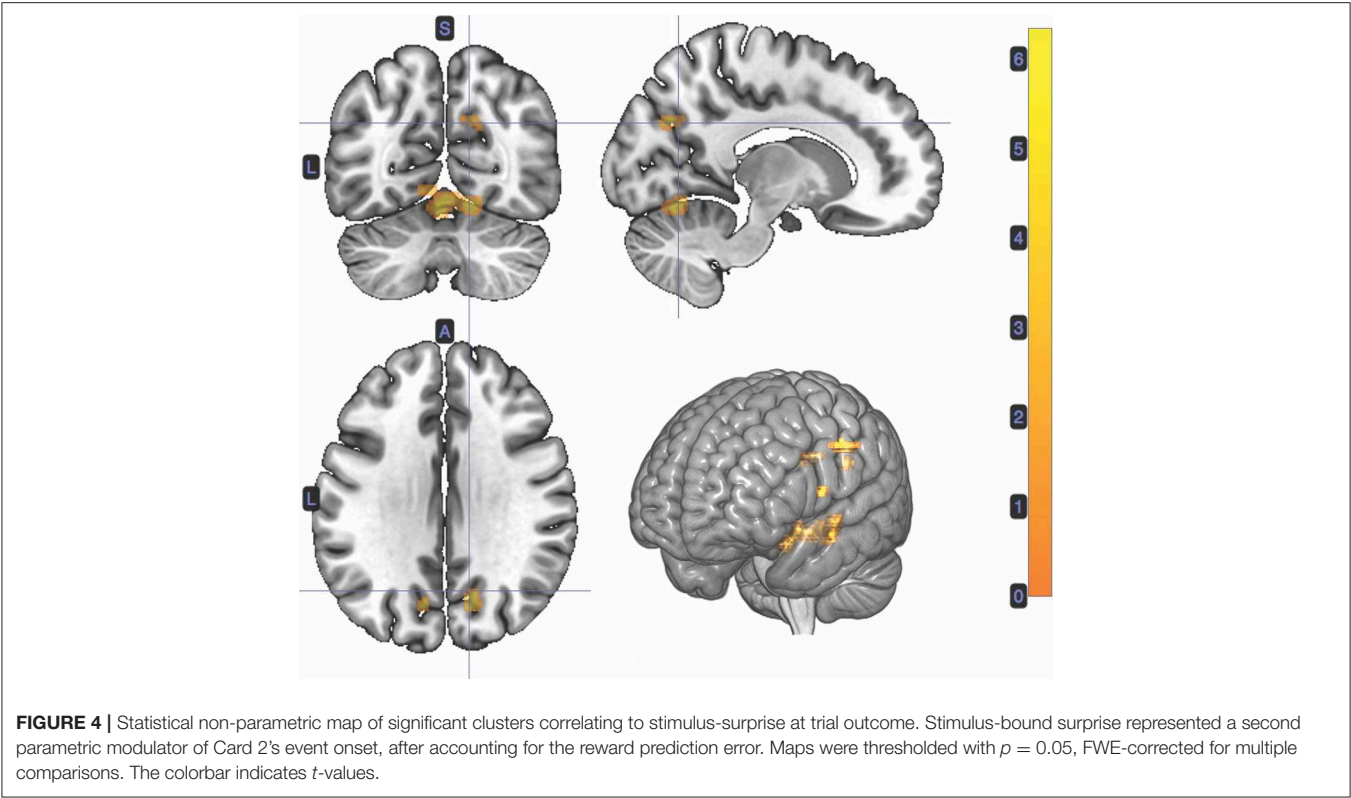 S
6
5
L
4
3
A
2
L
1
0
FIGURE 4 | Statistical non-parametric map of significant clusters correlating to stimulus-surprise at trial outcome. Stimulus-bound surprise represented a second
parametric modulator of Card 2's event onset, after accounting for the reward prediction error. Maps were thresholded with p = 0.05, FWE-corrected for multiple
comparisons. The colorbar indicates t-values.